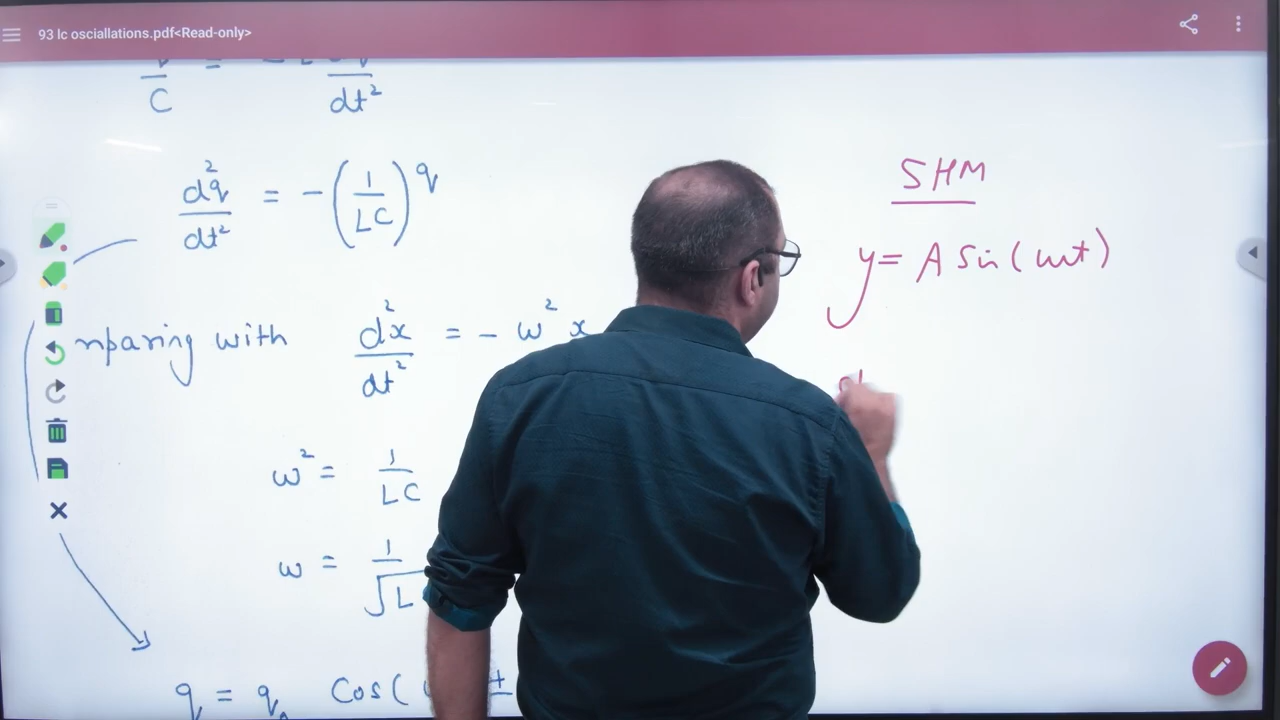 93 lc osciallations.pdf<Read-only>
C dt²
d²q/dt² = -(1/LC) q
nparing with d²x/dt² = - ω² x
ω² = 1/LC
ω = 1/√L
q = q Cos(
SHM
y = A Sin(ωt)
d